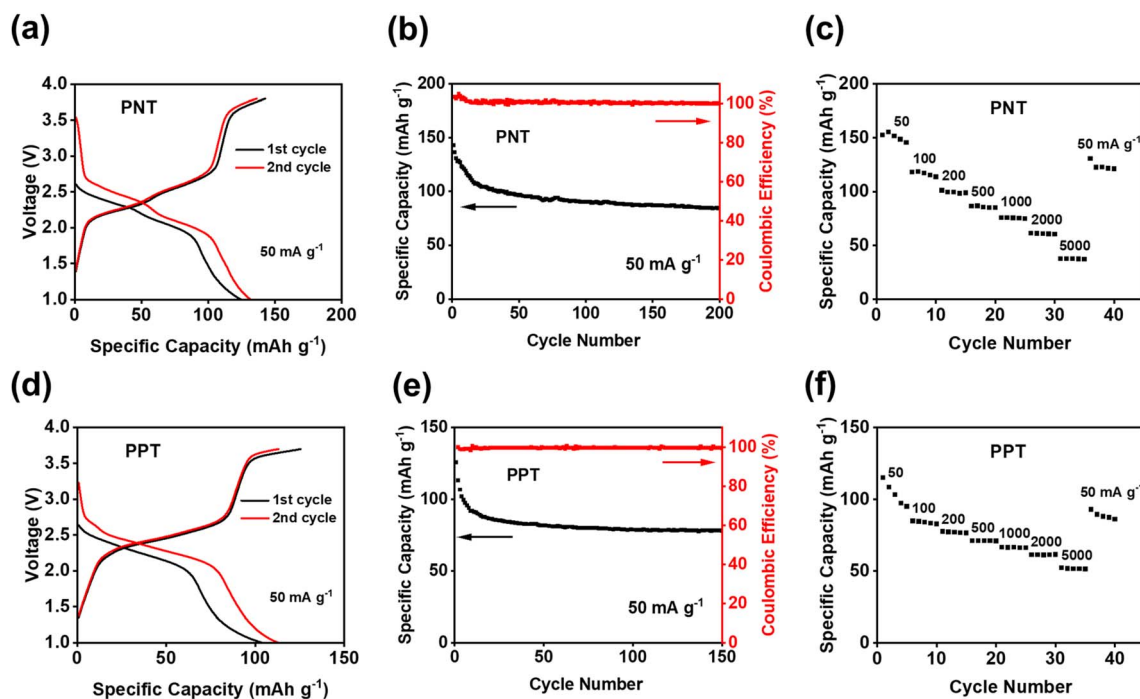 (a)
4.0
3.5
3.0
2.5
2.0
1.5
1.0
Voltage (V)
PNT
1st cycle
2nd cycle
50 mA g⁻¹
0
50
100
150
200
Specific Capacity (mAh g⁻¹)
(b)
200
150
100
50
0
Specific Capacity (mAh g⁻¹)
PNT
50 mA g⁻¹
100
80
60
40
20
0
Coulombic Efficiency (%)
0
50
100
150
200
Cycle Number
(c)
200
150
100
50
0
Specific Capacity (mAh g⁻¹)
PNT
50
100
200
500
1000
2000
5000
50 mA g⁻¹
0
10
20
30
40
Cycle Number
(d)
4.0
3.5
3.0
2.5
2.0
1.5
1.0
Voltage (V)
PPT
1st cycle
2nd cycle
50 mA g⁻¹
0
50
100
150
Specific Capacity (mAh g⁻¹)
(e)
150
100
50
0
Specific Capacity (mAh g⁻¹)
PPT
50 mA g⁻¹
100
80
60
40
20
0
Coulombic Efficiency (%)
0
50
100
150
Cycle Number
(f)
150
100
50
0
Specific Capacity (mAh g⁻¹)
PPT
50
100
200
500
1000
2000
5000
50 mA g⁻¹
0
10
20
30
40
Cycle Number